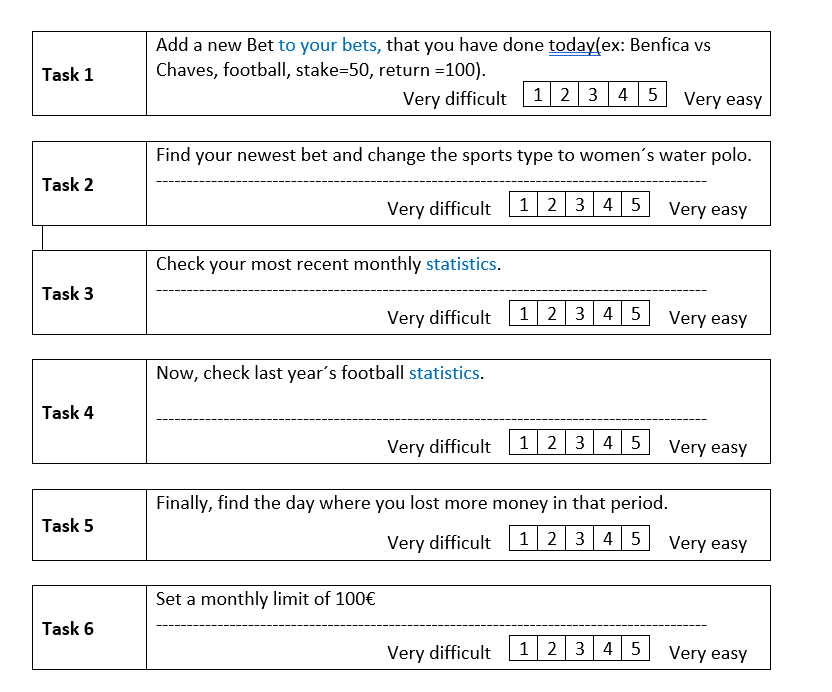 Task 1
Add a new Bet to your bets, that you have done today(ex: Benfica vs
Chaves, football, stake=50, return =100).
Very difficult 1 2 3 4 5 Very easy
Task 2
Find your newest bet and change the sports type to women´s water polo.
Very difficult 1 2 3 4 5 Very easy
Task 3
Check your most recent monthly statistics.
Very difficult 1 2 3 4 5 Very easy
Task 4
Now, check last year´s football statistics.
Very difficult 1 2 3 4 5 Very easy
Task 5
Finally, find the day where you lost more money in that period.
Very difficult 1 2 3 4 5 Very easy
Task 6
Set a monthly limit of 100€
Very difficult 1 2 3 4 5 Very easy